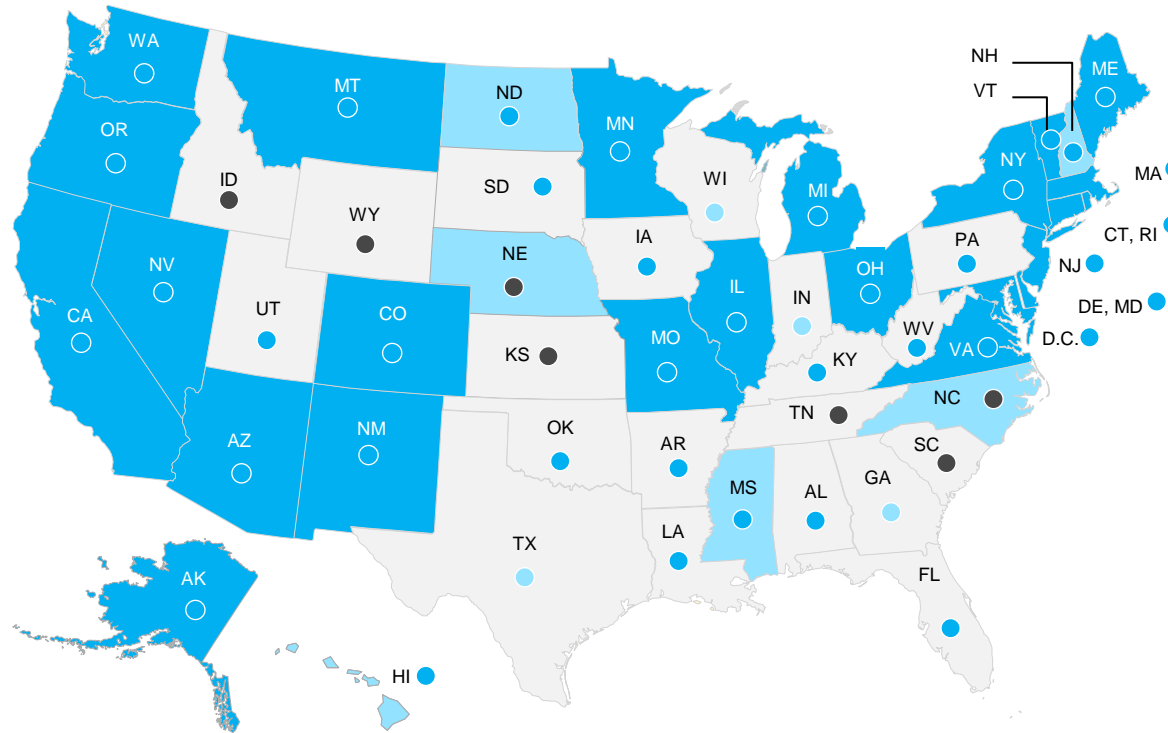 WA
MT
ND
NH
ME
VT
OR
MN
NY
ID
SD
WI
MI
MA
WY
CT, RI
IA
PA
NV
NE
OH
NJ
UT
CO
IL
IN
DE, MD
CA
WV
D.C.
KS
MO
VA
KY
AZ
NM
OK
TN
NC
AR
SC
MS
AL
GA
LA
TX
FL
AK
HI